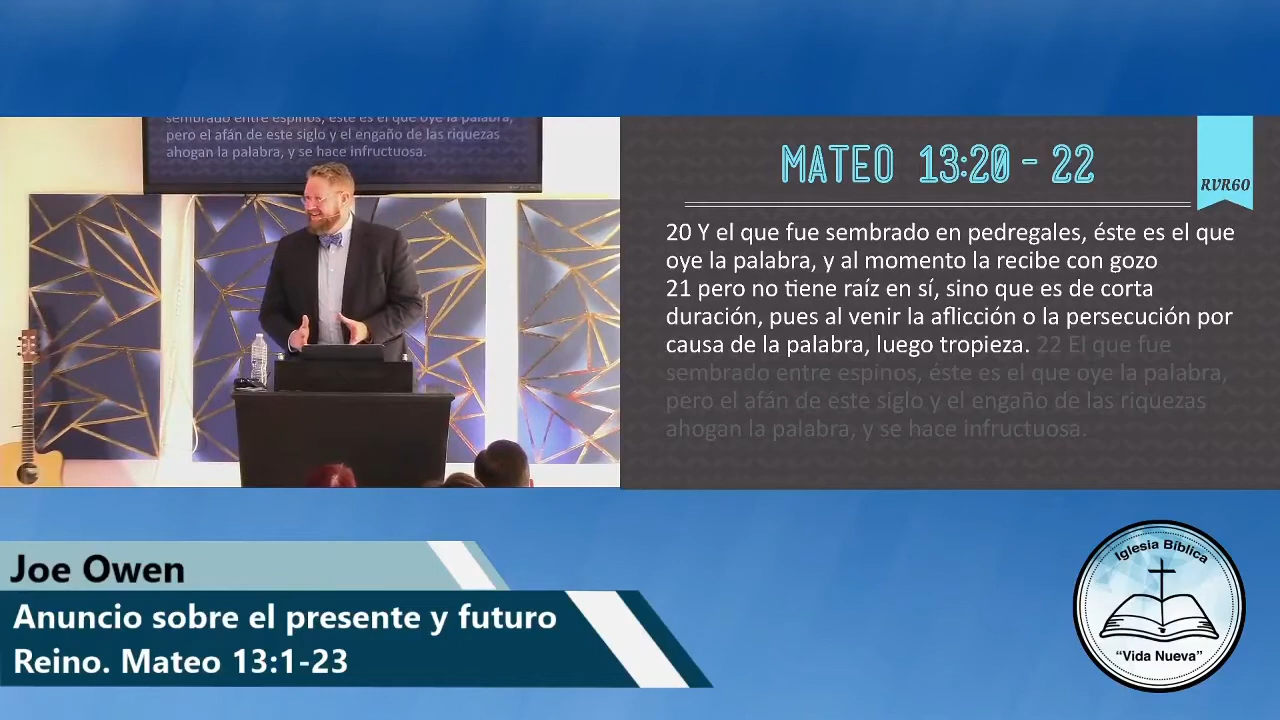 sembrado entre espinos, éste es el que oye la palabra,
pero el afán de este siglo y el engaño de las riquezas
ahogan la palabra, y se hace infructuosa.
MATEO 13:20 - 22
RVR60
20 Y el que fue sembrado en pedregales, éste es el que
oye la palabra, y al momento la recibe con gozo
21 pero no tiene raíz en sí, sino que es de corta
duración, pues al venir la aflicción o la persecución por
causa de la palabra, luego tropieza. 22 El que fue
sembrado entre espinos, éste es el que oye la palabra,
pero el afán de este siglo y el engaño de las riquezas
ahogan la palabra, y se hace infructuosa.
Joe Owen
Anuncio sobre el presente y futuro
Reino. Mateo 13:1-23
Iglesia Bíblica
“Vida Nueva”